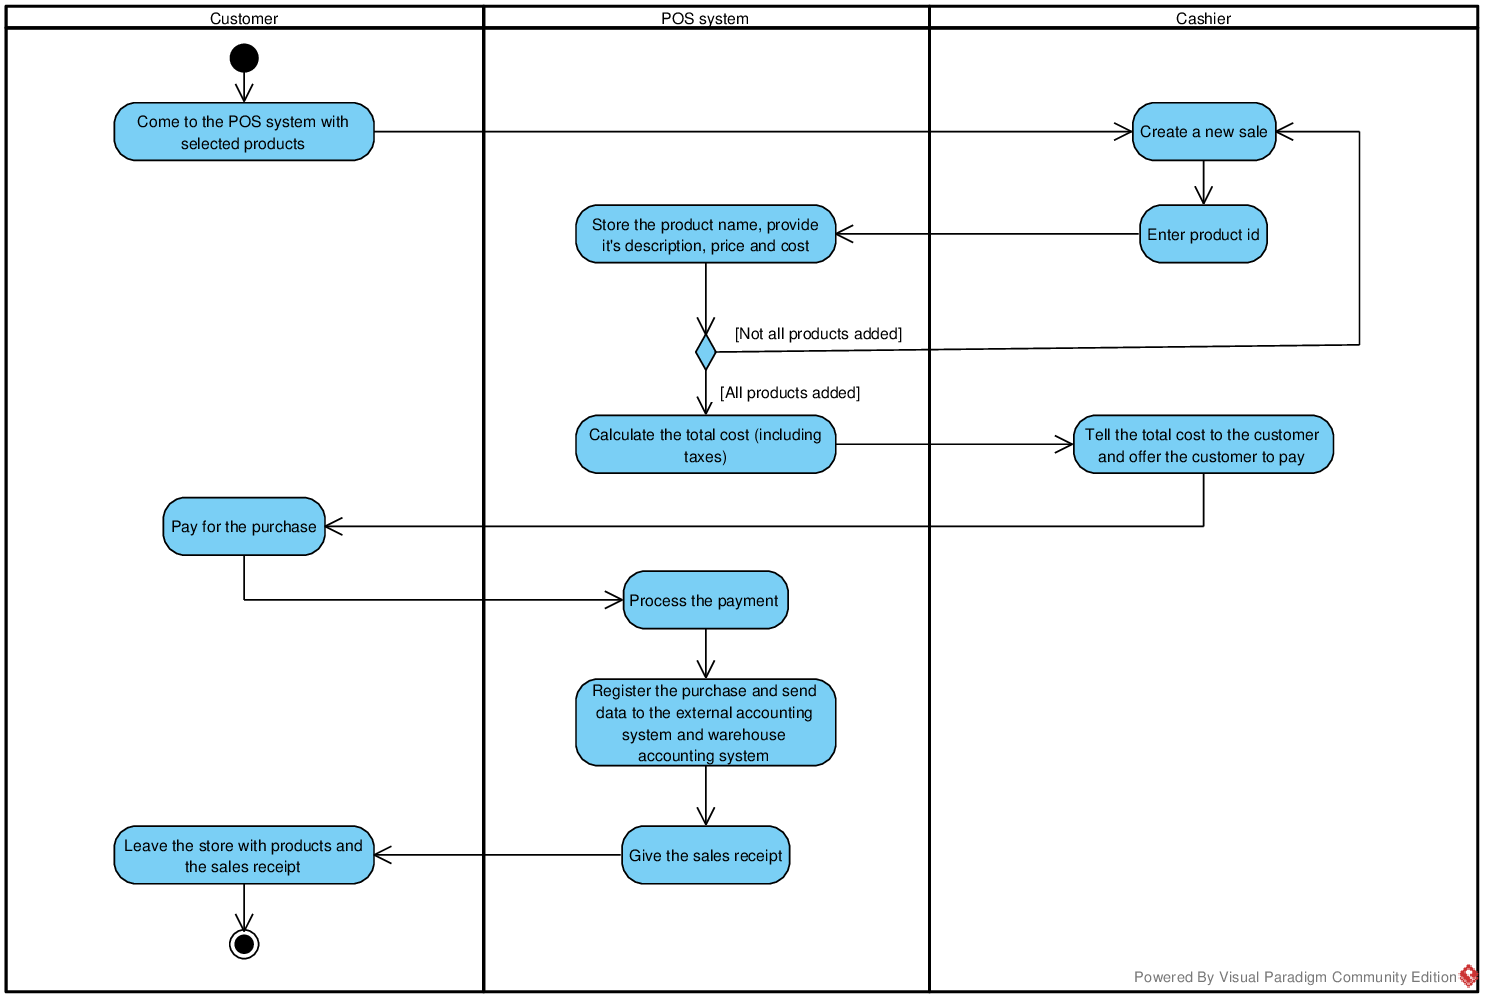 Customer
POS system
Cashier
Come to the POS system with
selected products
Create a new sale
Store the product name, provide
it's description, price and cost
Enter product id
[Not all products added]
[All products added]
Calculate the total cost (including
taxes)
Tell the total cost to the customer
and offer the customer to pay
Pay for the purchase
Process the payment
Register the purchase and send
data to the external accounting
system and warehouse
accounting system
Leave the store with products and
the sales receipt
Give the sales receipt
Powered By Visual Paradigm Community Edition